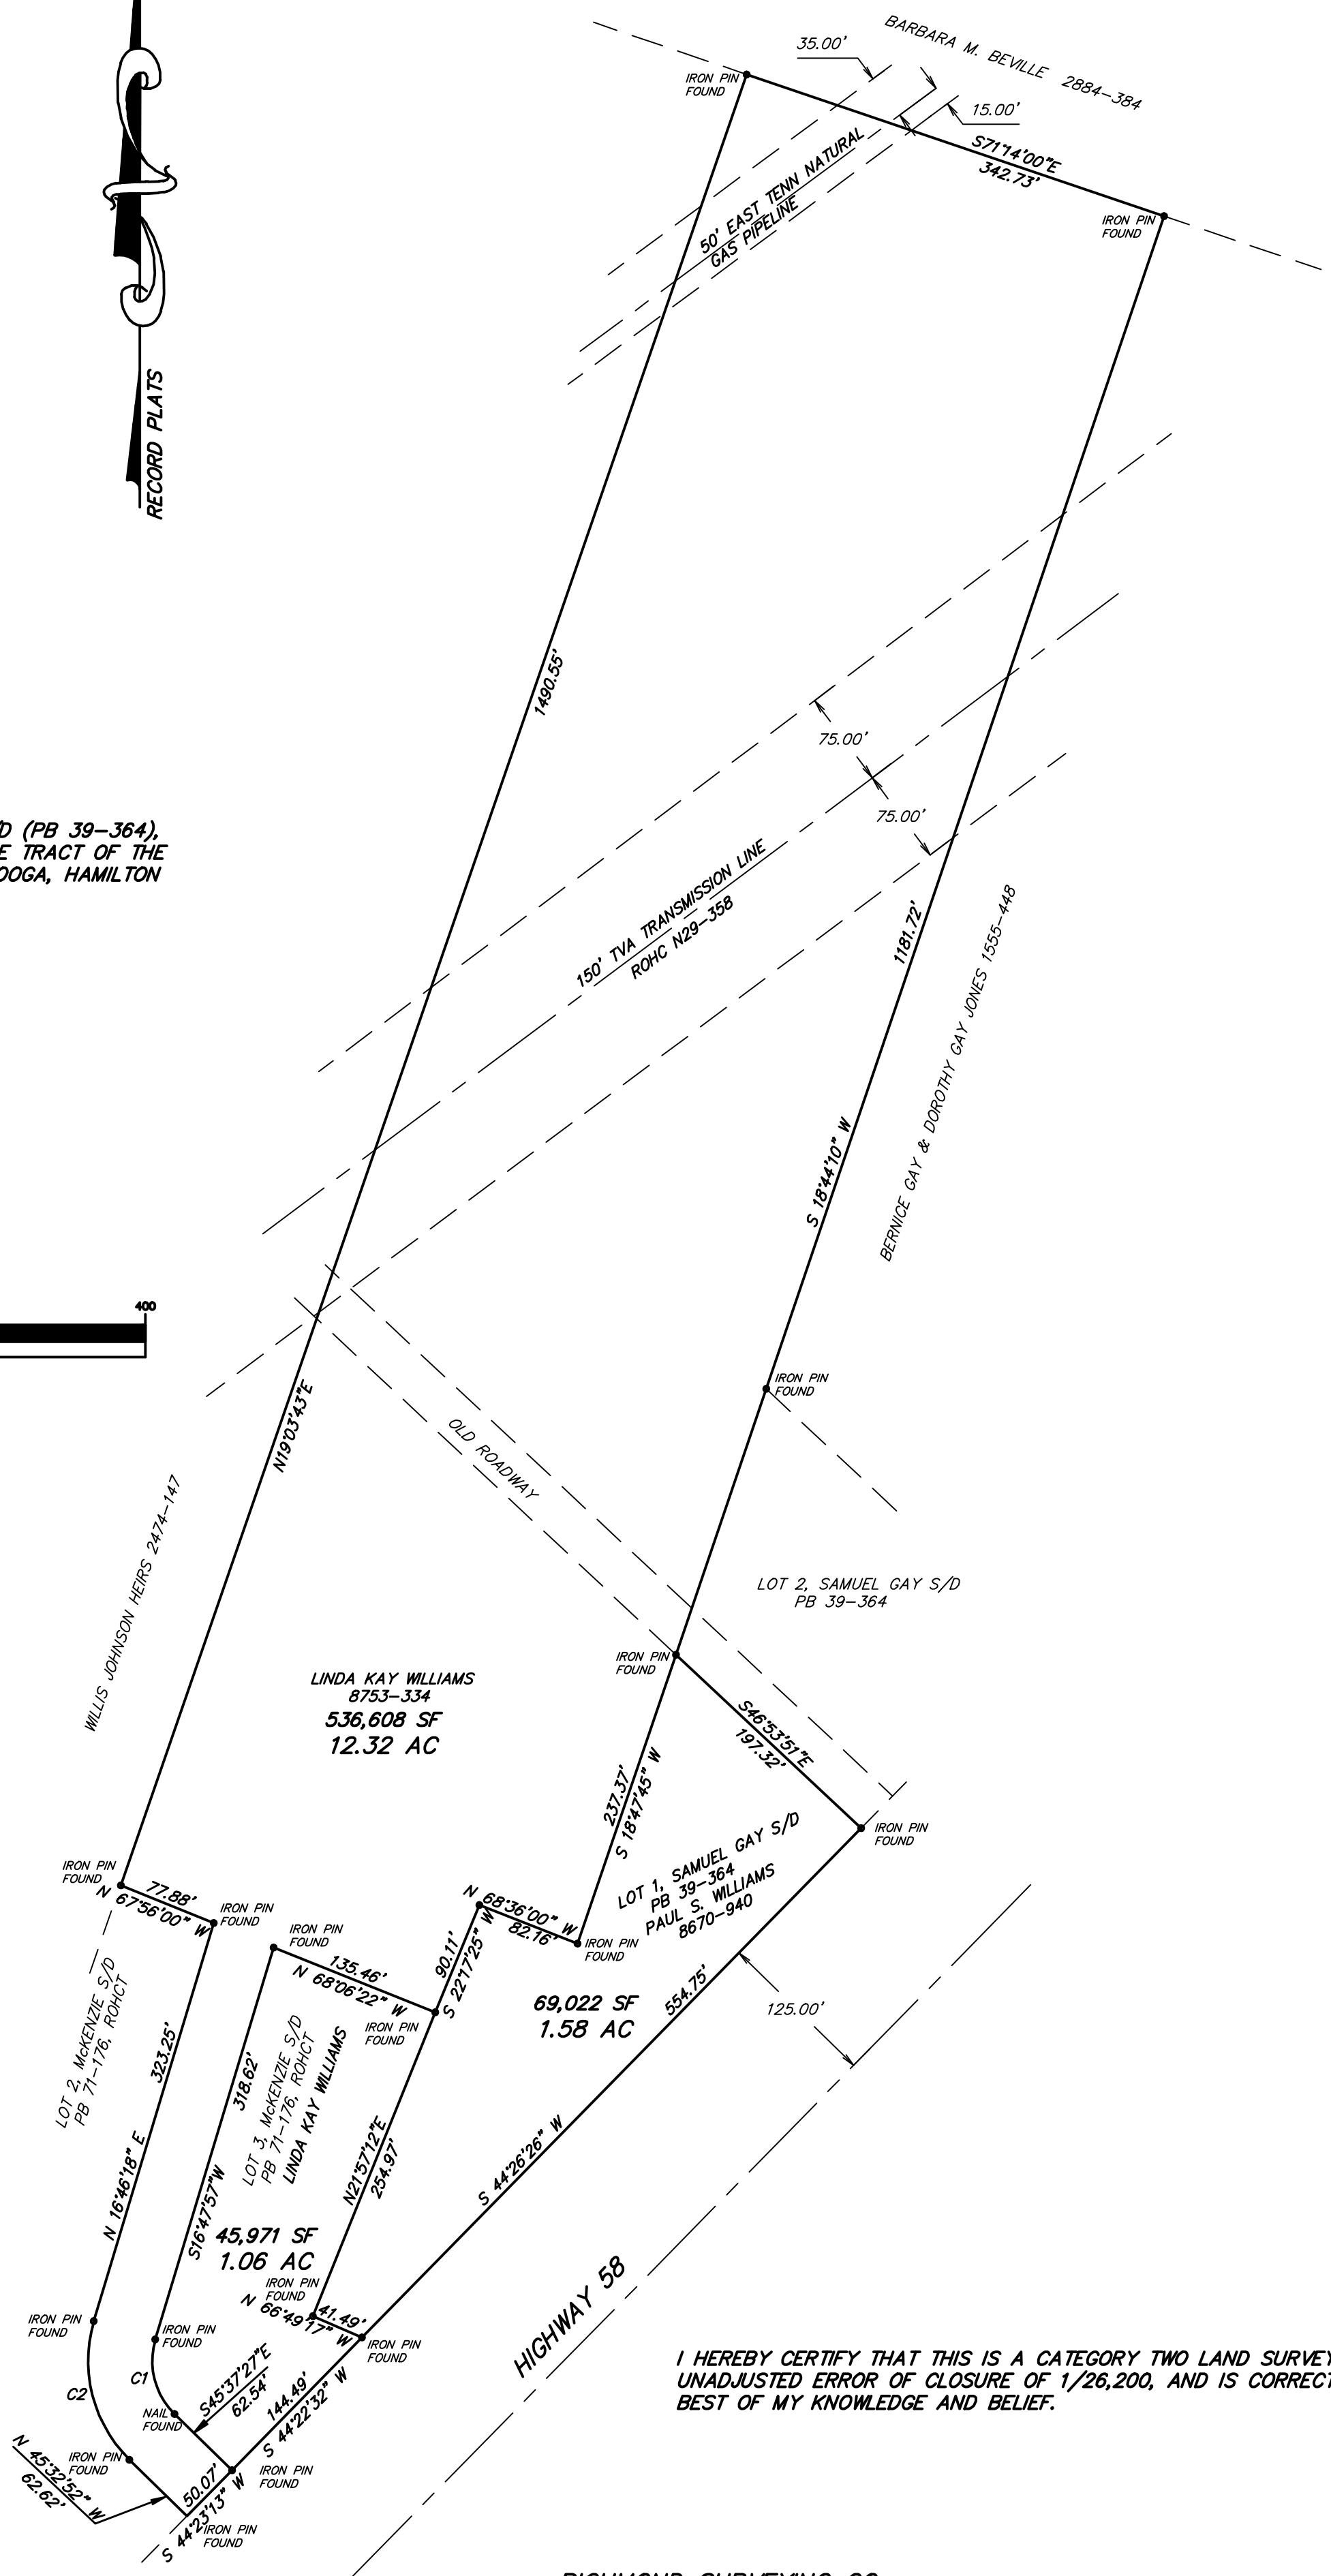 BARBARA M. BEVILLE 2884-384
35.00'
IRON PIN
FOUND
15.00'
S71°14'00"E
342.73'
50' EAST TENN NATURAL
GAS PIPELINE
IRON PIN
FOUND
RECORD PLATS
1490.55'
75.00'
75.00'
/D (PB 39-364),
E TRACT OF THE
OOGA, HAMILTON
150' TVA TRANSMISSION LINE
ROHC N29-358
1181.72'
BERNICE GAY & DOROTHY GAY JONES 1555-448
S 18°44'10" W
400
IRON PIN
FOUND
N19°03'43"E
OLD ROADWAY
WILLIS JOHNSON HEIRS 2474-147
LOT 2, SAMUEL GAY S/D
PB 39-364
IRON PIN
FOUND
LINDA KAY WILLIAMS
8753-334
536,608 SF
12.32 AC
S46°53'51"E
197.32'
237.37'
S 18°47'45" W
IRON PIN
FOUND
LOT 1, SAMUEL GAY S/D
PB 39-364
PAUL S. WILLIAMS
8670-940
IRON PIN
FOUND
77.88'
N 67°56'00" W
IRON PIN
FOUND
N 68°36'00" W
82.16'
IRON PIN
FOUND
IRON PIN
FOUND
135.46'
N 68°06'22" W
90.11'
S 22°17'25" W
IRON PIN
FOUND
69,022 SF
1.58 AC
554.75'
125.00'
LOT 2, McKENZIE S/D
PB 71-176, ROHCT
323.25'
N 16°46'18" E
318.62'
S16°47'57"W
LOT 3, McKENZIE S/D
PB 71-176, ROHCT
LINDA KAY WILLIAMS
N21°57'12"E
254.97'
S 44°26'26" W
45,971 SF
1.06 AC
IRON PIN
FOUND
N 66°49'17" W
41.49'
IRON PIN
FOUND
HIGHWAY 58
IRON PIN
FOUND
IRON PIN
FOUND
C1
C2
S45°37'27"E
62.54'
NAIL
FOUND
144.49'
S 44°22'32" W
IRON PIN
FOUND
IRON PIN
FOUND
N 45°32'52" W
62.62'
50.07'
S 44°23'13" W
IRON PIN
FOUND
I HEREBY CERTIFY THAT THIS IS A CATEGORY TWO LAND SURVEY
UNADJUSTED ERROR OF CLOSURE OF 1/26,200, AND IS CORRECT
BEST OF MY KNOWLEDGE AND BELIEF.
RICHMOND SURVEYING CO